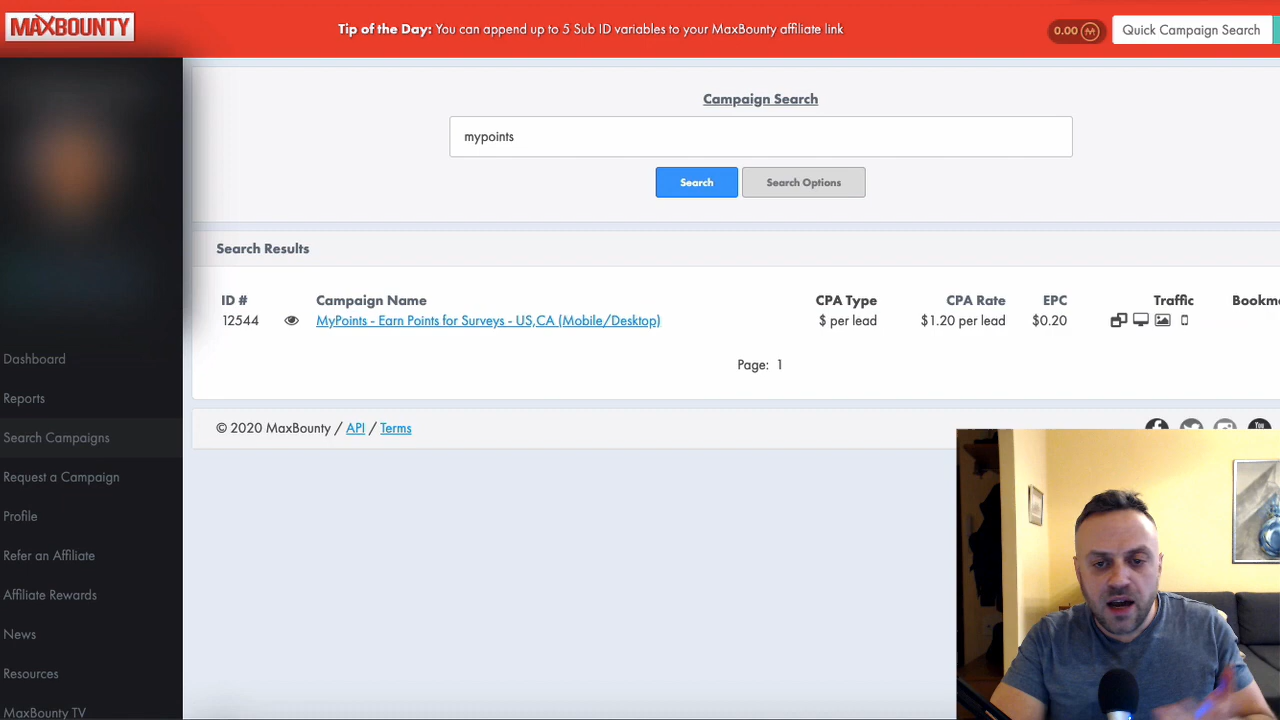 MAXBOUNTY
Tip of the Day: You can append up to 5 Sub ID variables to your MaxBounty affiliate link
0.00
Quick Campaign Search
Campaign Search
mypoints
Search
Search Options
Search Results
ID #
Campaign Name
CPA Type
CPA Rate
EPC
Traffic
Bookm
12544
MyPoints - Earn Points for Surveys - US,CA (Mobile/Desktop)
$ per lead
$1.20 per lead
$0.20
Page: 1
© 2020 MaxBounty / API / Terms
Dashboard
Reports
Search Campaigns
Request a Campaign
Profile
Refer an Affiliate
Affiliate Rewards
News
Resources
MaxBounty TV